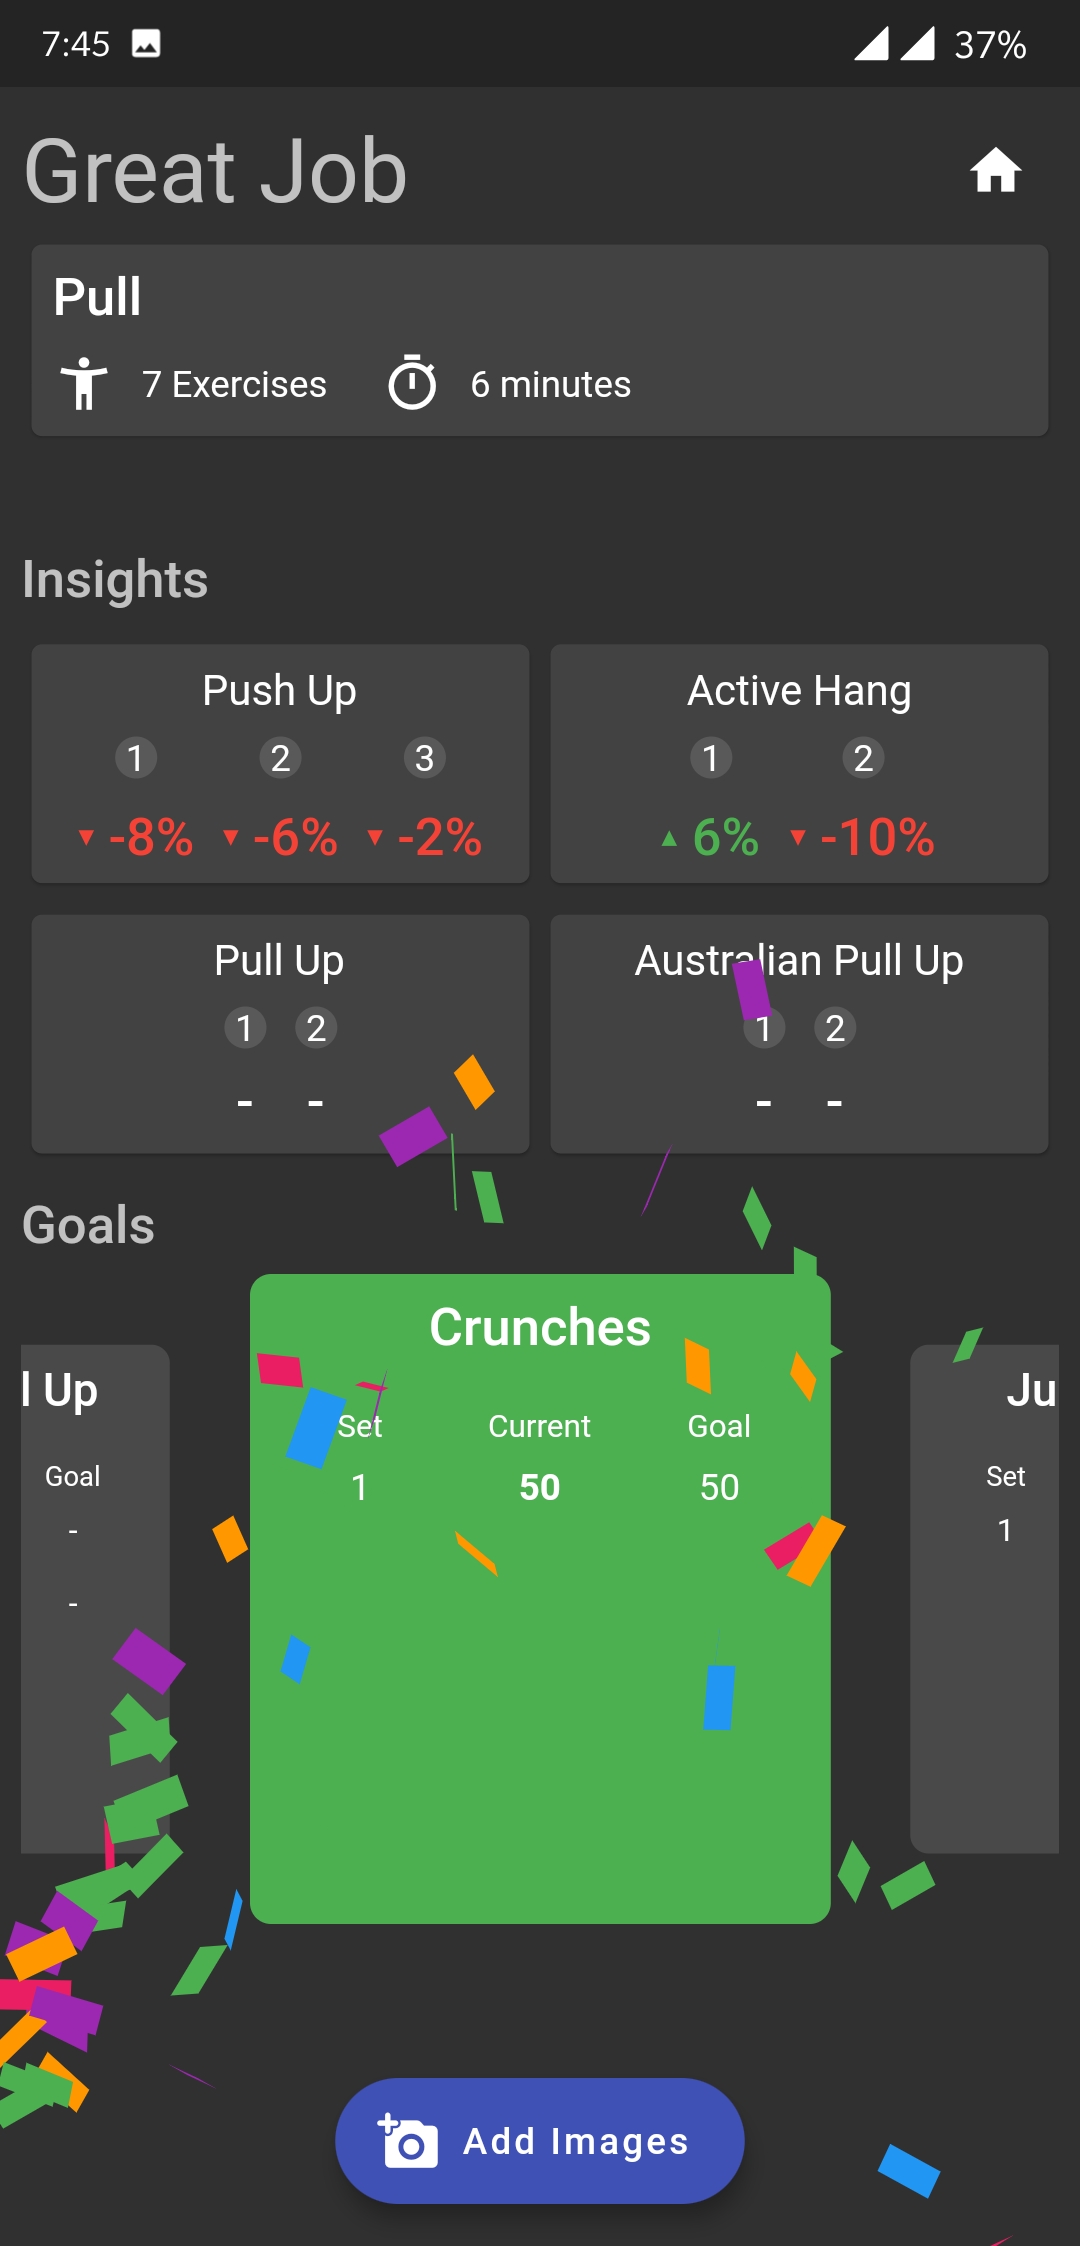 7:45 37%
Great Job
Pull
7 Exercises 6 minutes
Insights
Push Up Active Hang
1 2 3 1 2
▼ -8% ▼ -6% ▼ -2% ▲ 6% ▼ -10%
Pull Up Australian Pull Up
1 2 1 2
- - - -
Goals
Crunches
l Up Ju
Set Current Goal
Goal Set
1 50 50
- 1
-
Add Images